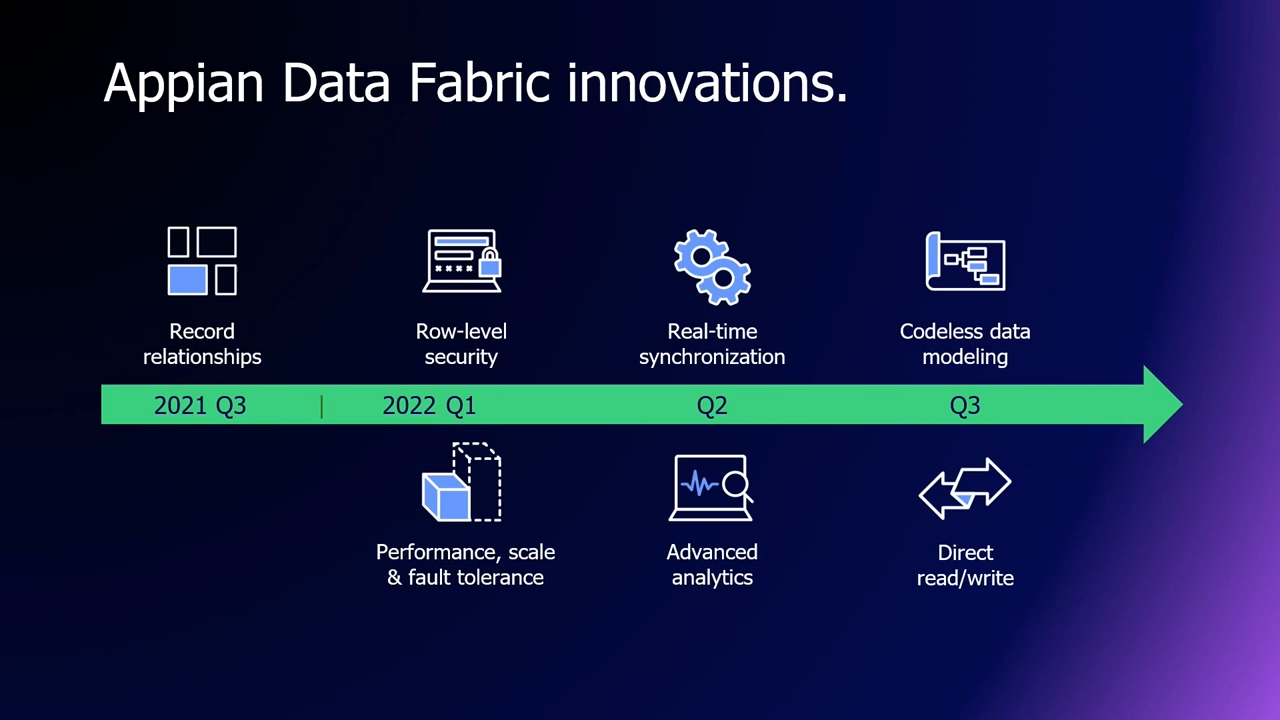 Appian Data Fabric innovations.
Record
relationships
Row-level
security
Real-time
synchronization
Codeless data
modeling
2021 Q3 | 2022 Q1 Q2 Q3
Performance, scale
& fault tolerance
Advanced
analytics
Direct
read/write